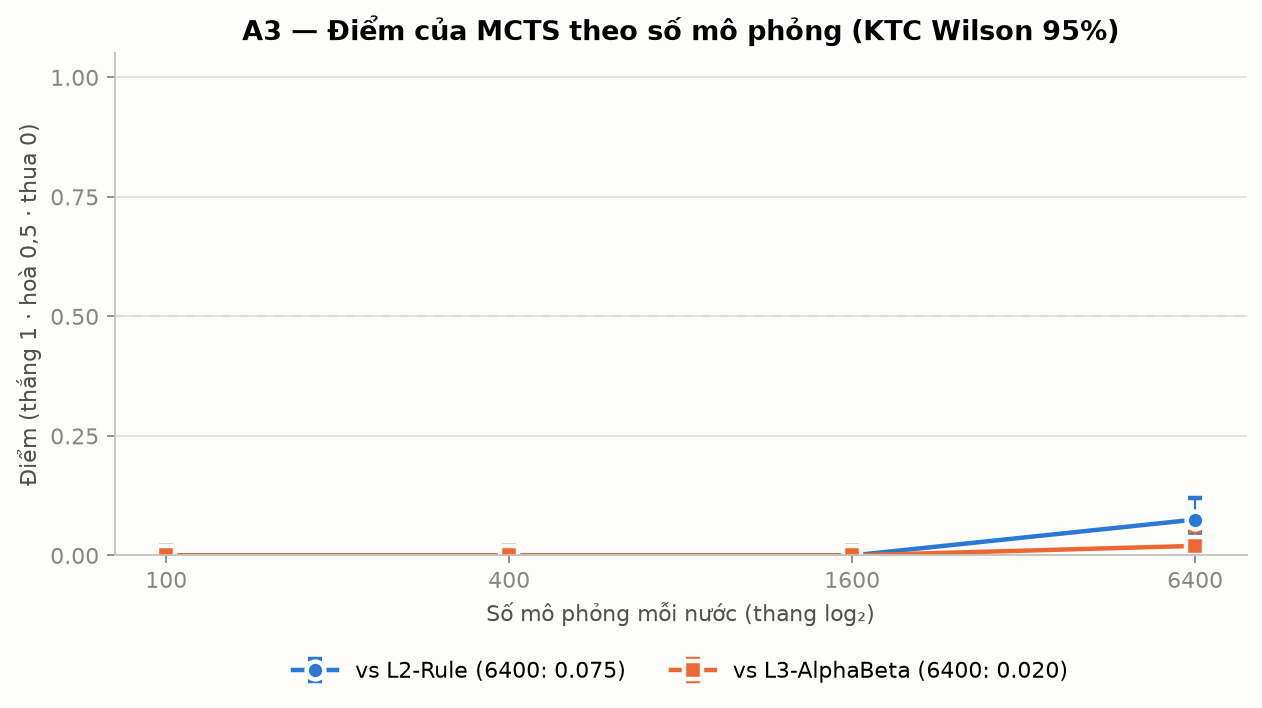 A3 — Điểm của MCTS theo số mô phỏng (KTC Wilson 95%)
Điểm (thắng 1 · hoà 0,5 · thua 0)
1.00
0.75
0.50
0.25
0.00
100
400
1600
6400
Số mô phỏng mỗi nước (thang log₂)
vs L2-Rule (6400: 0.075)
vs L3-AlphaBeta (6400: 0.020)